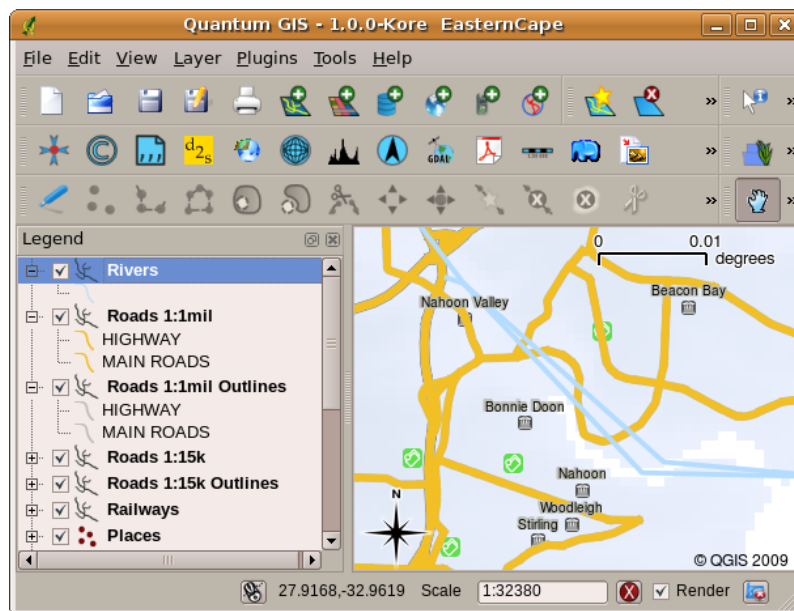 Quantum GIS - 1.0.0-Kore EasternCape
File Edit View Layer Plugins Tools Help
»
»
d2s
GDAL
»
»
»
»
Legend
Rivers
Roads 1:1mil
HIGHWAY
MAIN ROADS
Roads 1:1mil Outlines
HIGHWAY
MAIN ROADS
Roads 1:15k
Roads 1:15k Outlines
Railways
Places
0 0.01
degrees
Beacon Bay
Nahoon Valley
Bonnie Doon
Nahoon
Woodleigh
Stirling
N
© QGIS 2009
27.9168,-32.9619 Scale 1:32380 Render